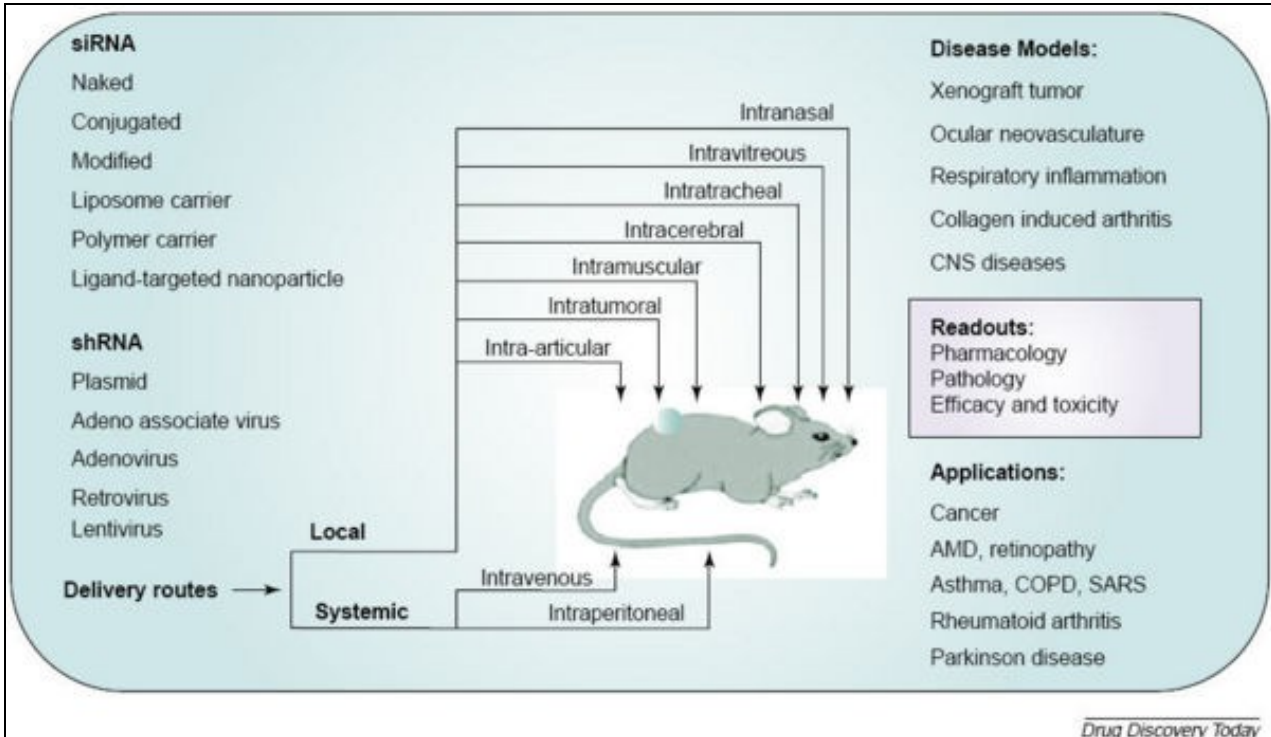 siRNA
Naked
Conjugated
Modified
Liposome carrier
Polymer carrier
Ligand-targeted nanoparticle
shRNA
Plasmid
Adeno associate virus
Adenovirus
Retrovirus
Lentivirus
Delivery routes
Local
Systemic
Intranasal
Intravitreous
Intratracheal
Intracerebral
Intramuscular
Intratumoral
Intra-articular
Intravenous
Intraperitoneal
Disease Models:
Xenograft tumor
Ocular neovasculature
Respiratory inflammation
Collagen induced arthritis
CNS diseases
Readouts:
Pharmacology
Pathology
Efficacy and toxicity
Applications:
Cancer
AMD, retinopathy
Asthma, COPD, SARS
Rheumatoid arthritis
Parkinson disease
Drug Discovery Today